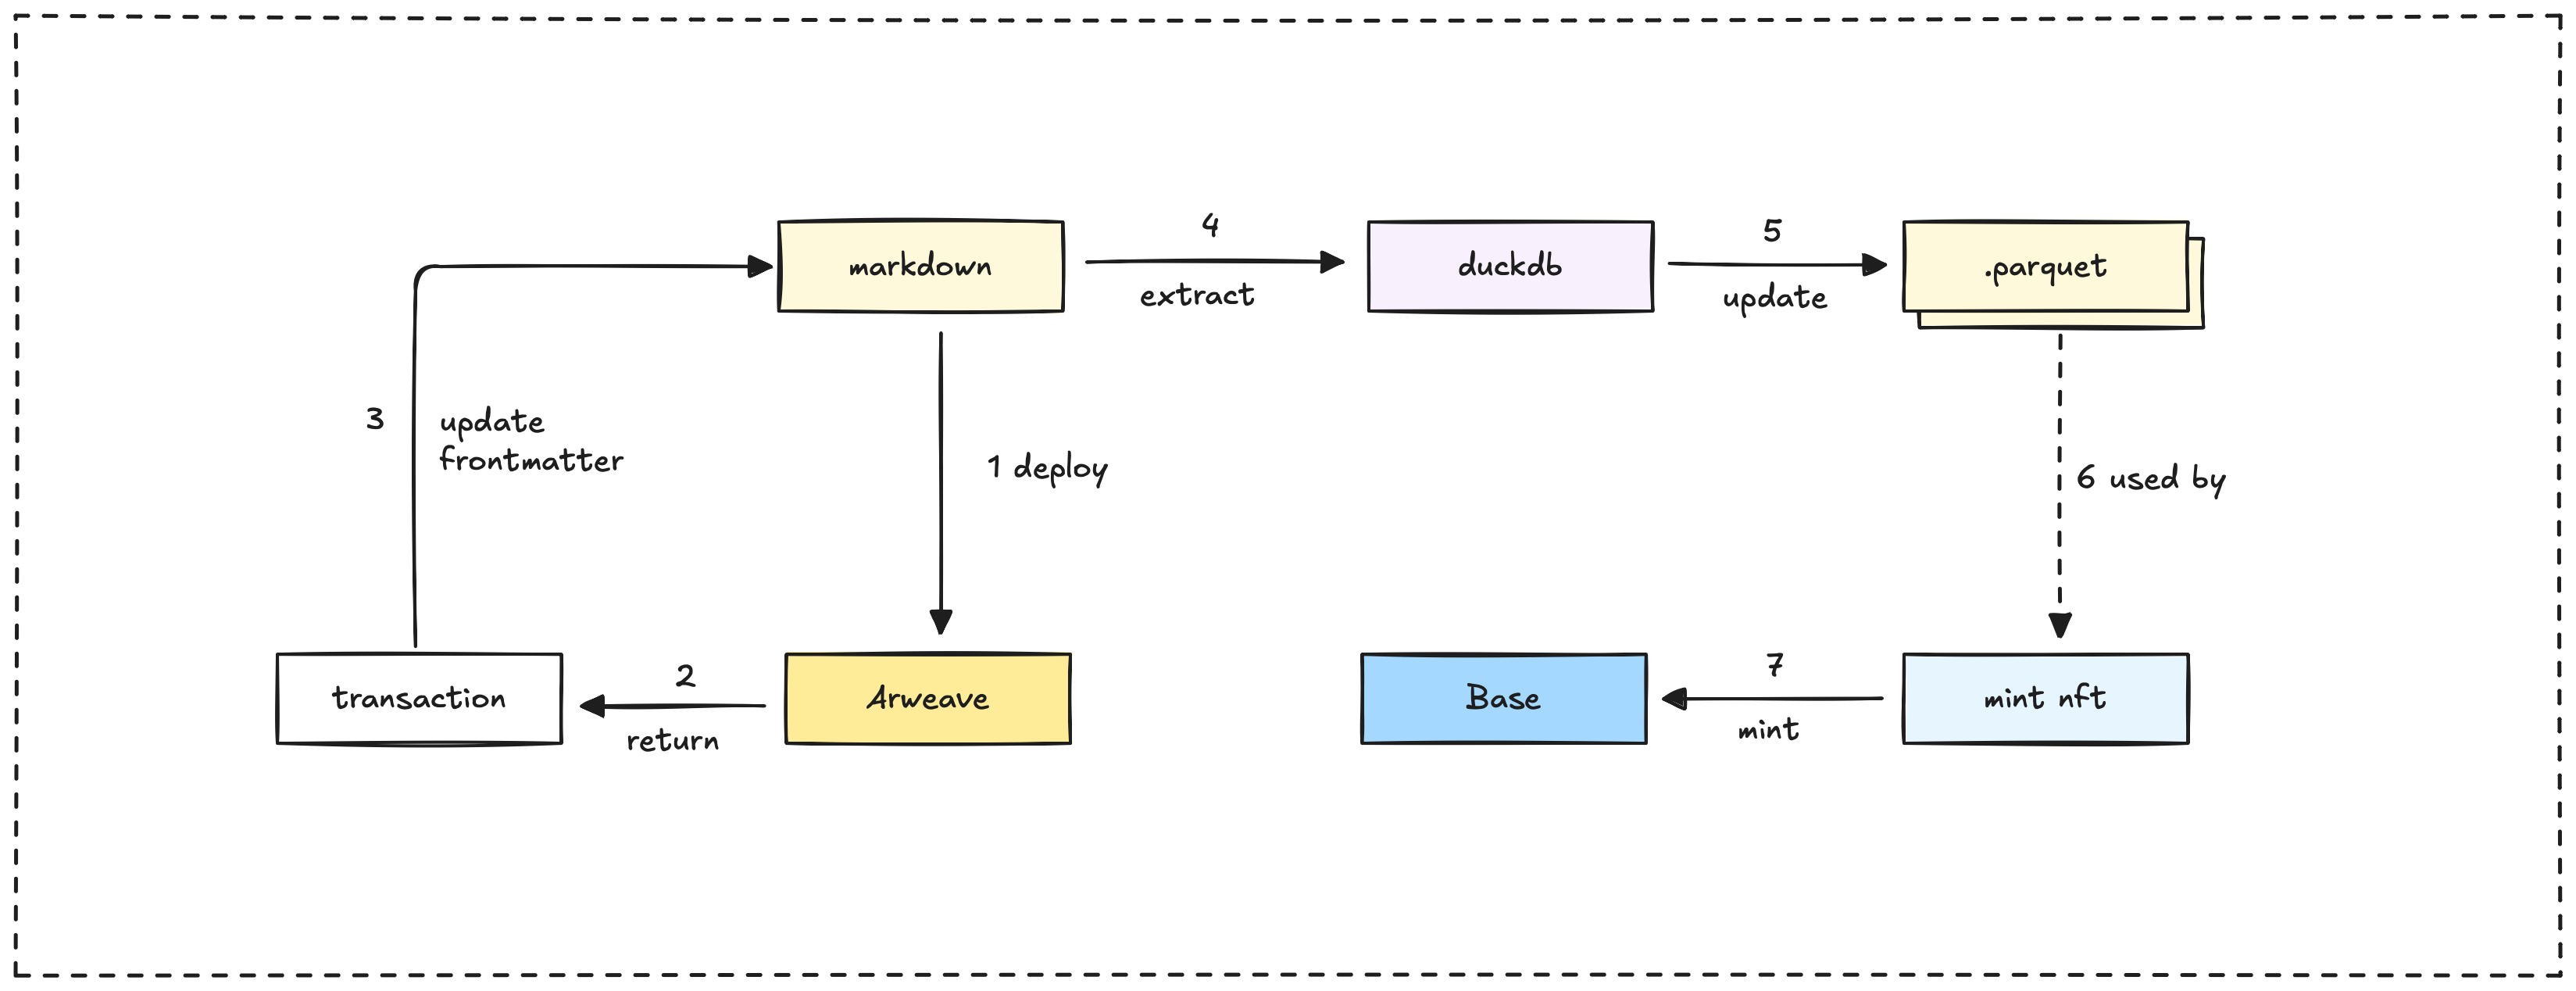 4
5
markdown
duckdb
.parquet
extract
update
3
update
frontmatter
1 deploy
6 used by
2
7
transaction
Arweave
Base
mint nft
return
mint